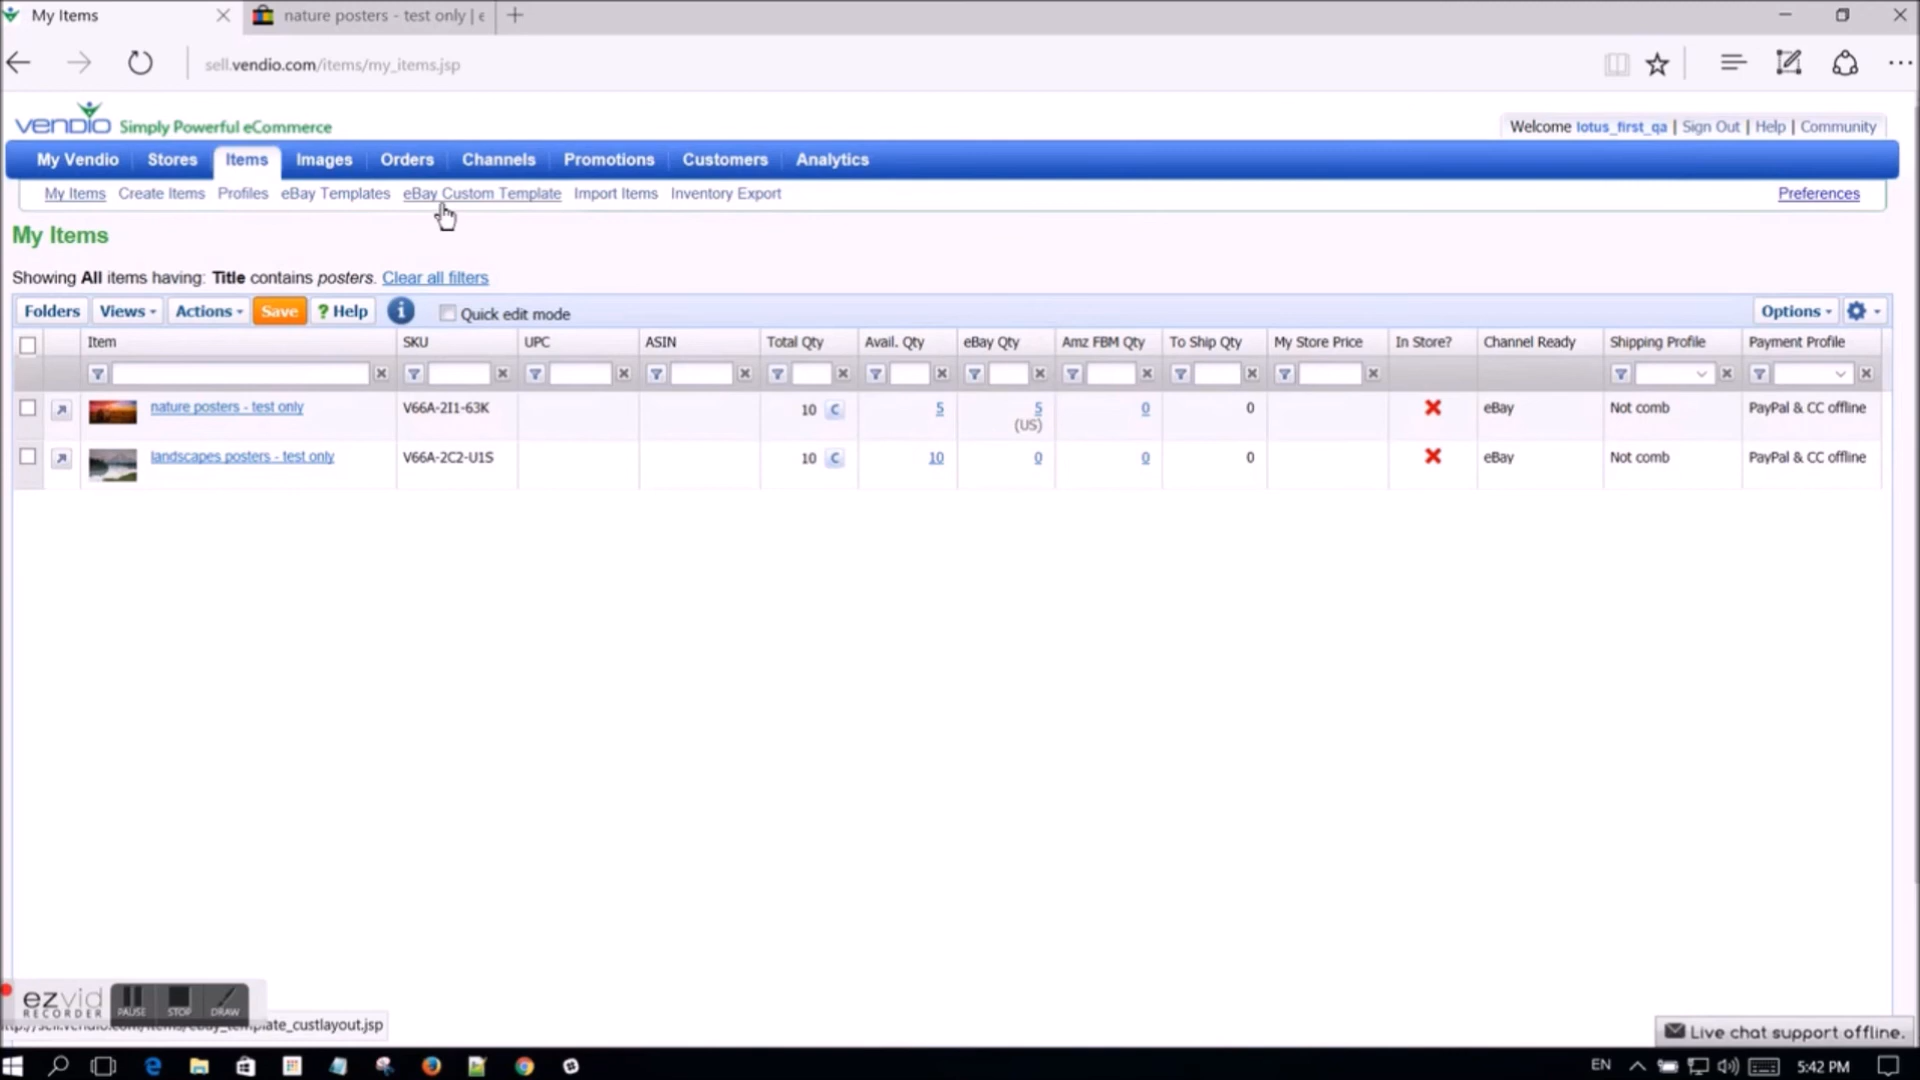 My Items
nature posters - test only | e
sell.vendio.com/items/my_items.jsp
VENDIO Simply Powerful eCommerce
Welcome lotus_first_qa | Sign Out | Help | Community
My Vendio Stores Items Images Orders Channels Promotions Customers Analytics
My Items Create Items Profiles eBay Templates eBay Custom Template Import Items Inventory Export Preferences
My Items
Showing All items having: Title contains posters. Clear all filters
Folders Views Actions Save ? Help i Quick edit mode Options
Item SKU UPC ASIN Total Qty Avail. Qty eBay Qty Amz FBM Qty To Ship Qty My Store Price In Store? Channel Ready Shipping Profile Payment Profile
nature posters - test only V66A-2I1-63K 10 C 5 5 0 0 eBay Not comb PayPal & CC offline
(US)
landscapes posters - test only V66A-2C2-U1S 10 C 10 0 0 0 eBay Not comb PayPal & CC offline
ezvid
RECORDER
PAUSE STOP DRAW
Live chat support offline.
EN 5:42 PM